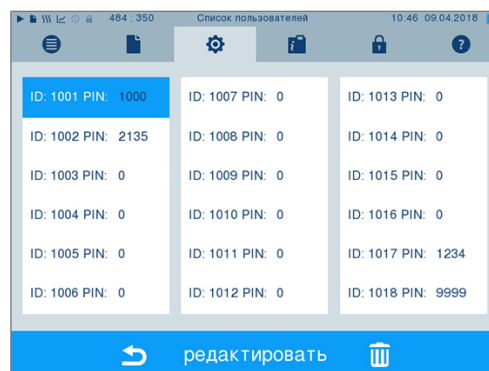 484 : 350 Список пользователей 10:46 09.04.2018
ID: 1001 PIN: 1000
ID: 1002 PIN: 2135
ID: 1003 PIN: 0
ID: 1004 PIN: 0
ID: 1005 PIN: 0
ID: 1006 PIN: 0
ID: 1007 PIN: 0
ID: 1008 PIN: 0
ID: 1009 PIN: 0
ID: 1010 PIN: 0
ID: 1011 PIN: 0
ID: 1012 PIN: 0
ID: 1013 PIN: 0
ID: 1014 PIN: 0
ID: 1015 PIN: 0
ID: 1016 PIN: 0
ID: 1017 PIN: 1234
ID: 1018 PIN: 9999
редактировать